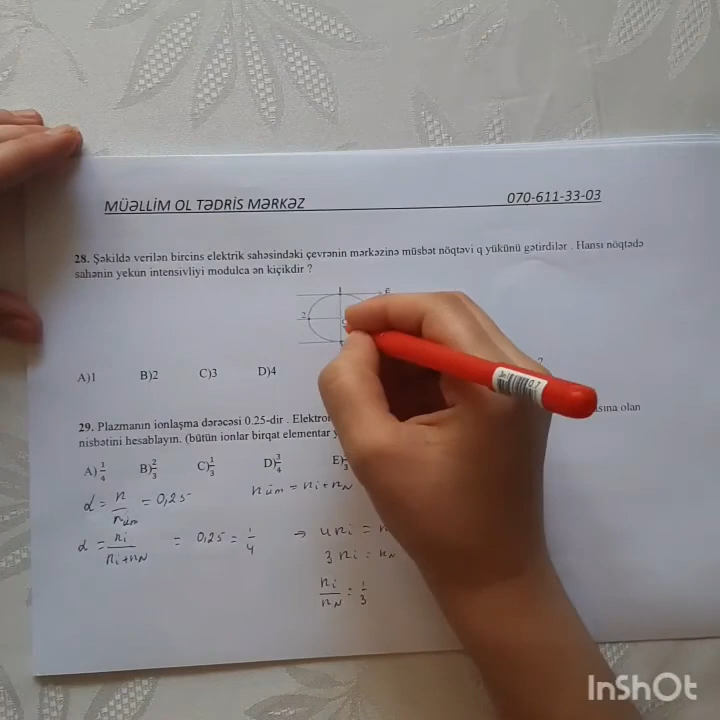 MÜƏLLİM OL TƏDRİS MƏRKƏZ 070-611-33-03
28. Şəkildə verilən bircins elektrik sahəsindəki çevrənin mərkəzinə müsbət nöqtəvi q yükünü gətirdilər . Hansı nöqtədə
sahənin yekun intensivliyi modulca ən kiçikdir ?
1 E
2
A)1 B)2 C)3 D)4
29. Plazmanın ionlaşma dərəcəsi 0,25-dir . olan
nisbətini hesablayın. (bütün ionlar birqat elementar
A) 1/4 B) 2/3 C) 1/3 D) 3/4
α = n/nüm = 0,25 nüm = ni+nN
α = ni/ni+nN = 0,25 = 1/4 ⇒ 4ni =
3ni = nN
ni/nN = 1/3
InShOt